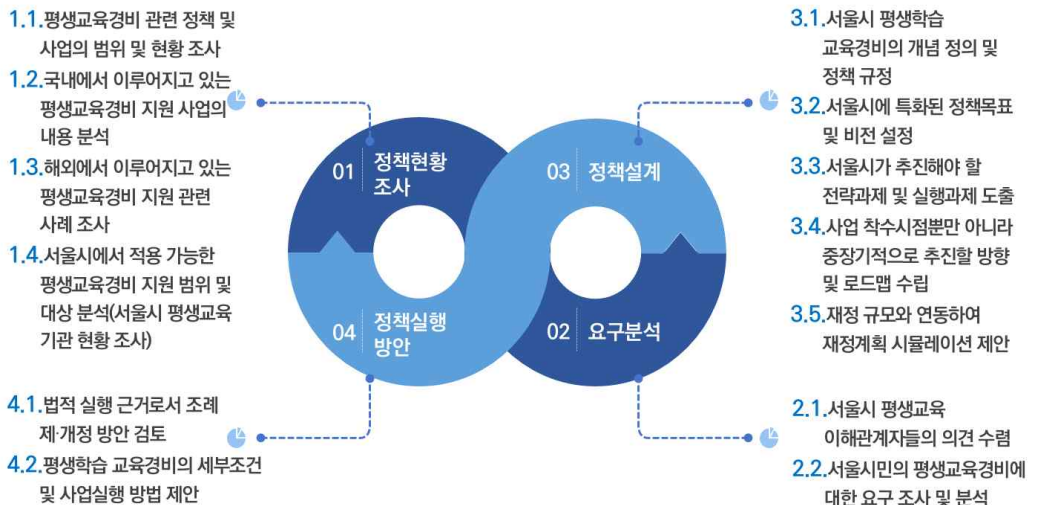 1.1.평생교육경비 관련 정책 및
사업의 범위 및 현황 조사
1.2.국내에서 이루어지고 있는
평생교육경비 지원 사업의
내용 분석
1.3.해외에서 이루어지고 있는
평생교육경비 지원 관련
사례 조사
1.4.서울시에서 적용 가능한
평생교육경비 지원 범위 및
대상 분석(서울시 평생교육
기관 현황 조사)
01 정책현황
조사
03 정책설계
04 정책실행
방안
02 요구분석
3.1.서울시 평생학습
교육경비의 개념 정의 및
정책 규정
3.2.서울시에 특화된 정책목표
및 비전 설정
3.3.서울시가 추진해야 할
전략과제 및 실행과제 도출
3.4.사업 착수시점뿐만 아니라
중장기적으로 추진할 방향
및 로드맵 수립
3.5.재정 규모와 연동하여
재정계획 시뮬레이션 제안
4.1.법적 실행 근거로서 조례
제·개정 방안 검토
4.2.평생학습 교육경비의 세부조건
및 사업실행 방법 제안
2.1.서울시 평생교육
이해관계자들의 의견 수렴
2.2.서울시민의 평생교육경비에
대한 요구 조사 및 분석